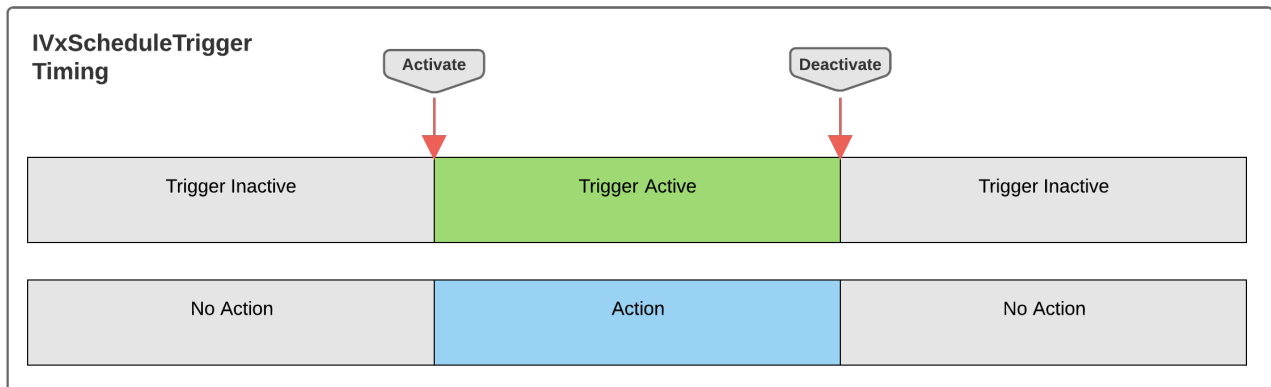 IVxScheduleTrigger
Timing
Activate
Deactivate
Trigger Inactive
Trigger Active
Trigger Inactive
No Action
Action
No Action